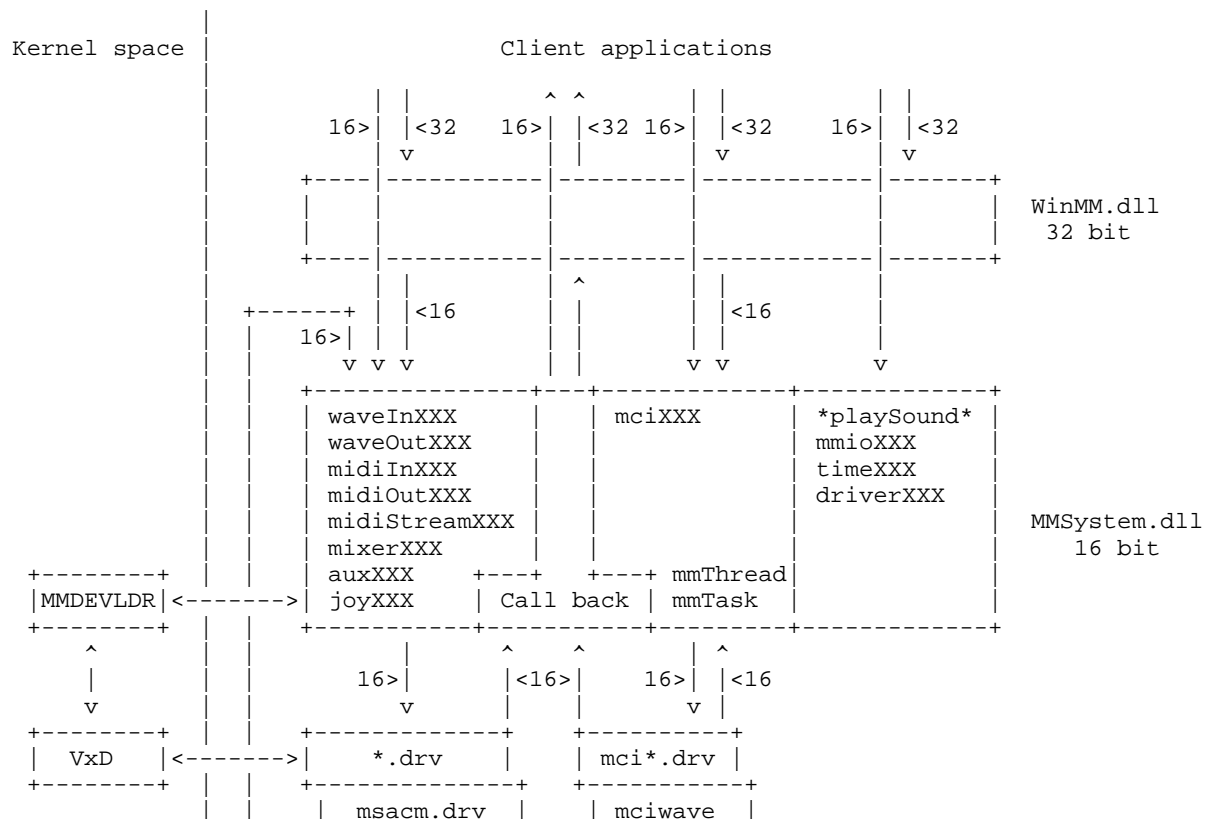 Kernel space | Client applications
16>| |<32 16>| |<32 16>| |<32 16>| |<32
WinMM.dll
32 bit
|<16 |<16
16>|
waveInXXX mciXXX *playSound*
waveOutXXX mmioXXX
midiInXXX timeXXX
midiOutXXX driverXXX
midiStreamXXX MMSystem.dll
mixerXXX 16 bit
auxXXX mmThread
MMDEVLDR joyXXX Call back mmTask
16>| |<16>| 16>| |<16
VxD *.drv mci*.drv
msacm.drv mciwave